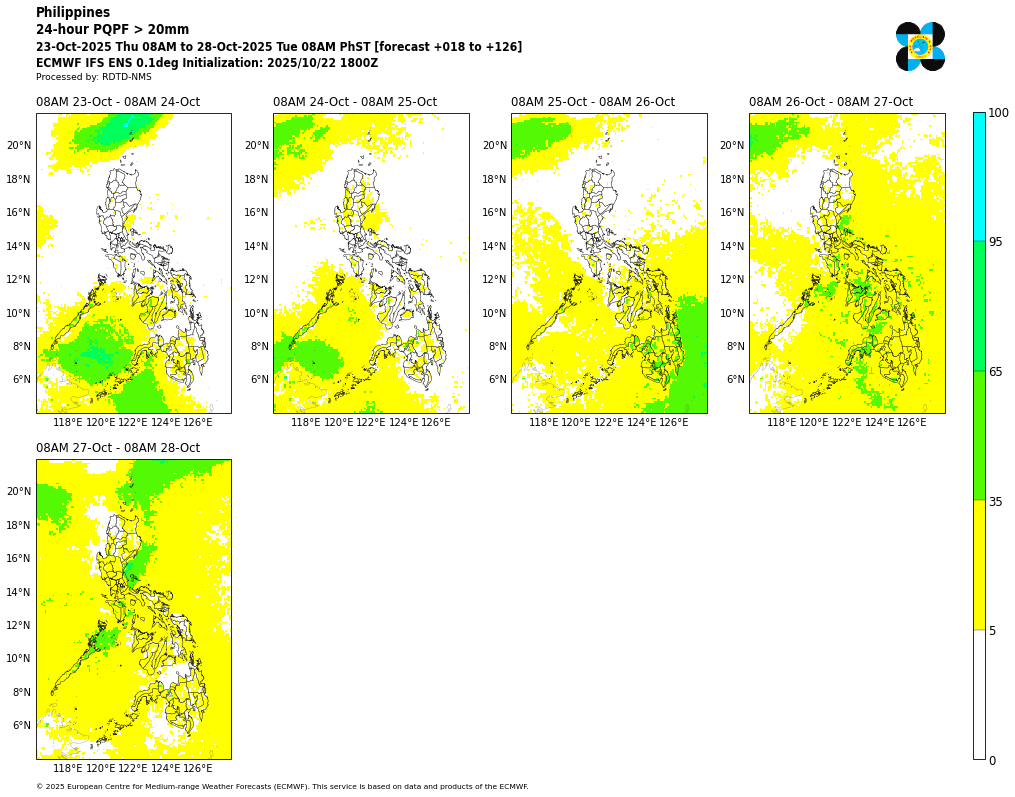 Philippines
24-hour PQPF > 20mm
23-Oct-2025 Thu 08AM to 28-Oct-2025 Tue 08AM PhST [forecast +018 to +126]
ECMWF IFS ENS 0.1deg Initialization: 2025/10/22 1800Z
Processed by: RDTD-NMS
08AM 23-Oct - 08AM 24-Oct
08AM 24-Oct - 08AM 25-Oct
08AM 25-Oct - 08AM 26-Oct
08AM 26-Oct - 08AM 27-Oct
20°N 18°N 16°N 14°N 12°N 10°N 8°N 6°N
118°E 120°E 122°E 124°E 126°E
20°N 18°N 16°N 14°N 12°N 10°N 8°N 6°N
118°E 120°E 122°E 124°E 126°E
20°N 18°N 16°N 14°N 12°N 10°N 8°N 6°N
118°E 120°E 122°E 124°E 126°E
20°N 18°N 16°N 14°N 12°N 10°N 8°N 6°N
118°E 120°E 122°E 124°E 126°E
100
95
65
35
5
0
08AM 27-Oct - 08AM 28-Oct
20°N 18°N 16°N 14°N 12°N 10°N 8°N 6°N
118°E 120°E 122°E 124°E 126°E
© 2025 European Centre for Medium-range Weather Forecasts (ECMWF). This service is based on data and products of the ECMWF.